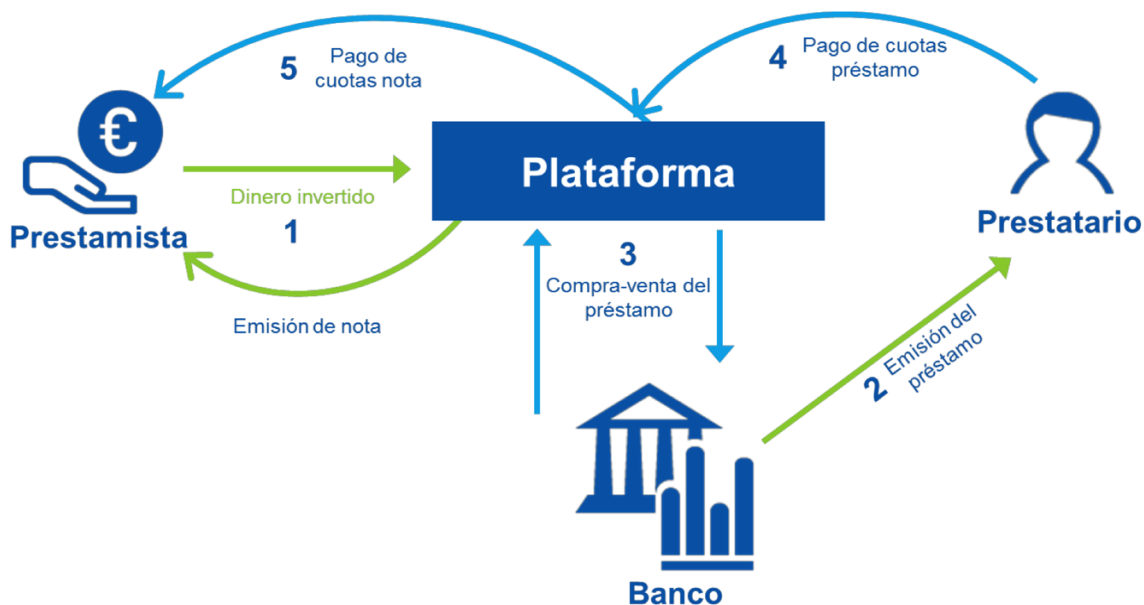 5
Pago de
cuotas nota
4
Pago de cuotas
préstamo
€
Plataforma
Dinero invertido
1
Prestamista
Prestatario
3
Compra-venta del
préstamo
Emisión de nota
2
Emisión del
préstamo
Banco